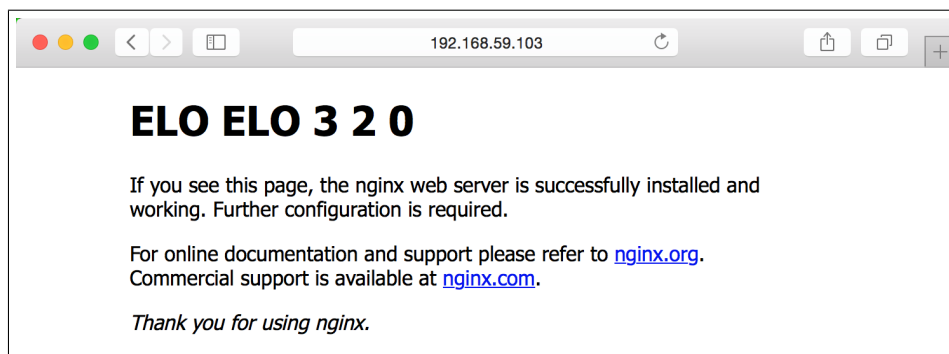 192.168.59.103
ELO ELO 3 2 0
If you see this page, the nginx web server is successfully installed and
working. Further configuration is required.
For online documentation and support please refer to nginx.org.
Commercial support is available at nginx.com.
Thank you for using nginx.